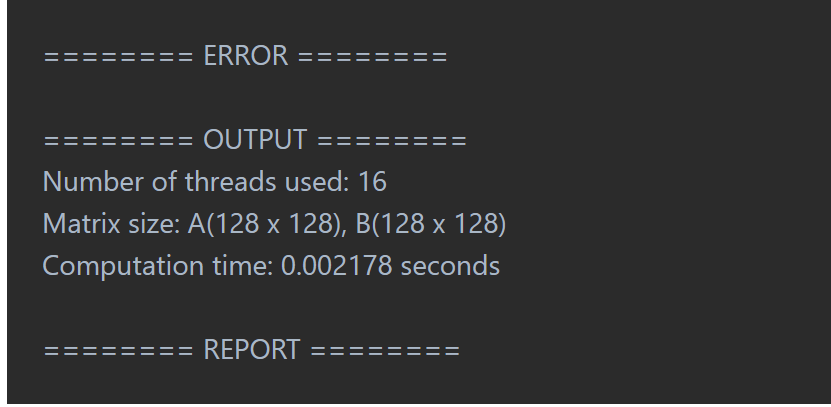 ======== ERROR ========
======== OUTPUT ========
Number of threads used: 16
Matrix size: A(128 x 128), B(128 x 128)
Computation time: 0.002178 seconds
======== REPORT ========